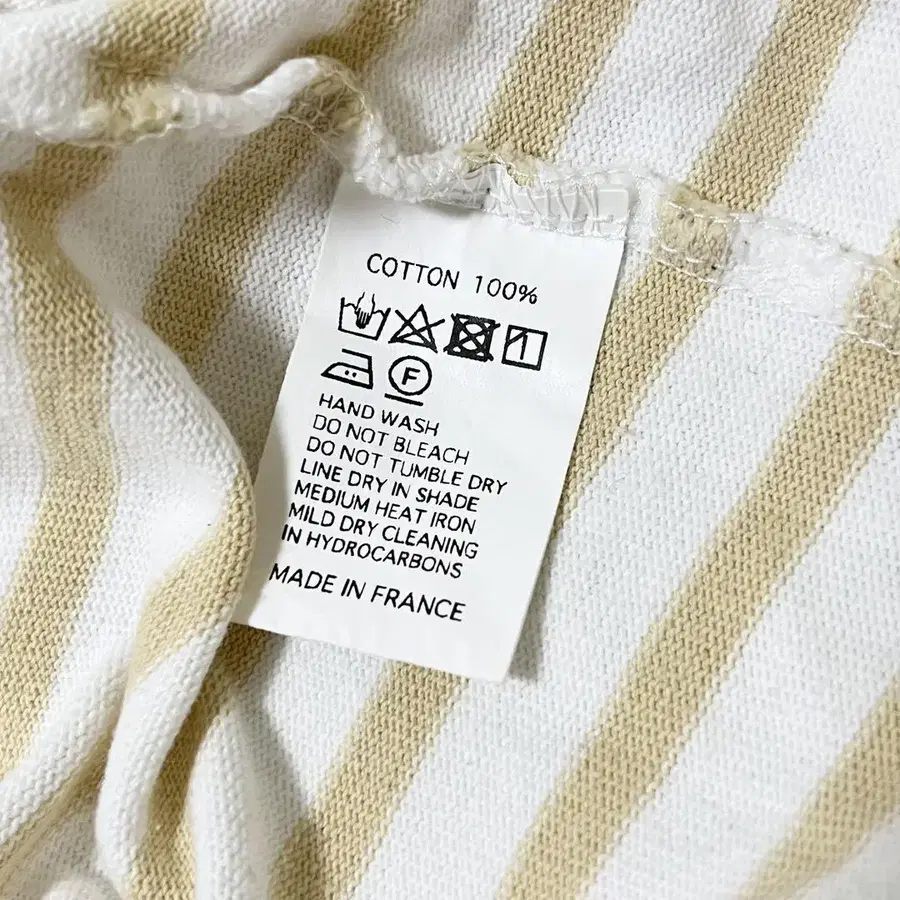 COTTON 100%
F
HAND WASH
DO NOT BLEACH
DO NOT TUMBLE DRY
LINE DRY IN SHADE
MEDIUM HEAT IRON
MILD DRY CLEANING
IN HYDROCARBONS
MADE IN FRANCE